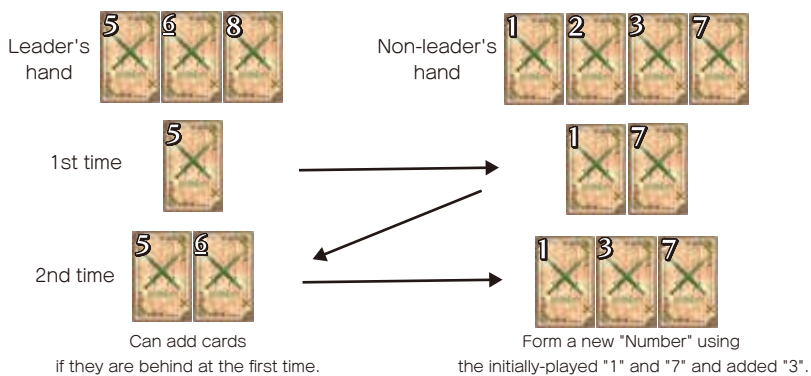 Leader's
hand
5 6 8
Non-leader's
hand
1 2 3 7
1st time
5
1 7
2nd time
5 6
1 3 7
Can add cards
if they are behind at the first time.
Form a new "Number" using
the initially-played "1" and "7" and added "3".